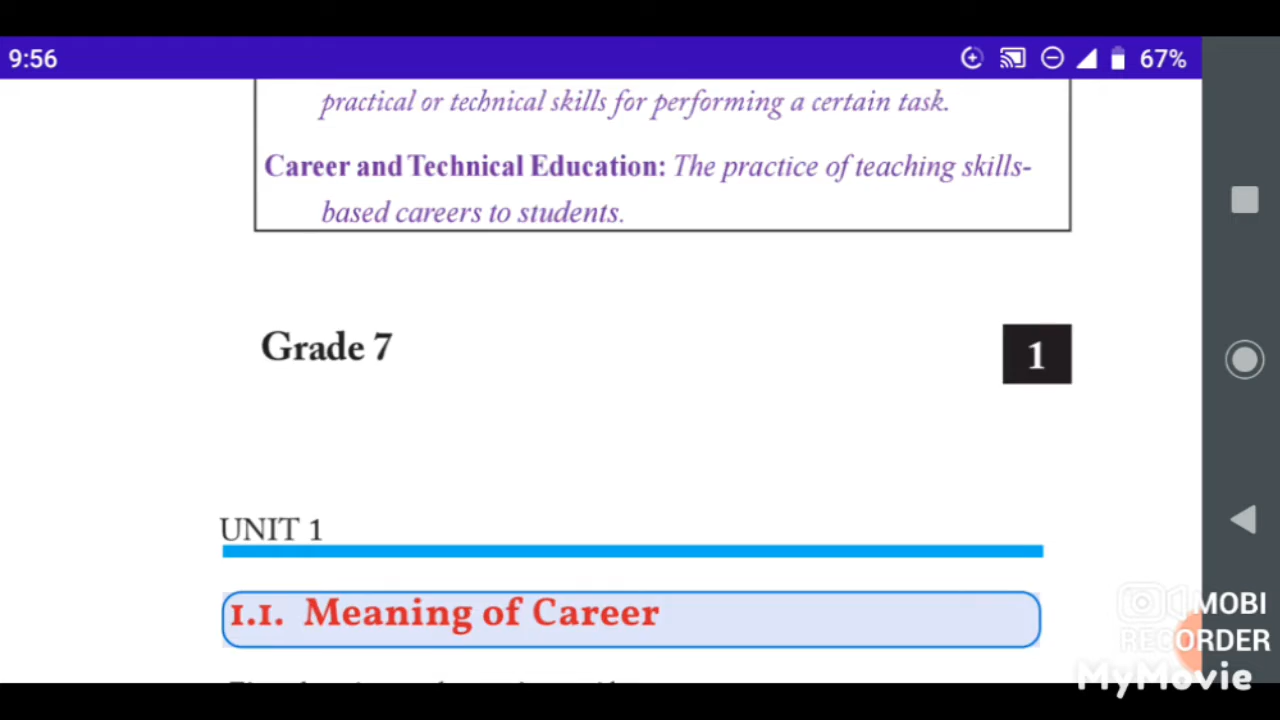 9:56
67%
practical or technical skills for performing a certain task.
Career and Technical Education: The practice of teaching skills-
based careers to students.
Grade 7
1
UNIT 1
1.1. Meaning of Career
MOBI
RECORDER
MyMovie